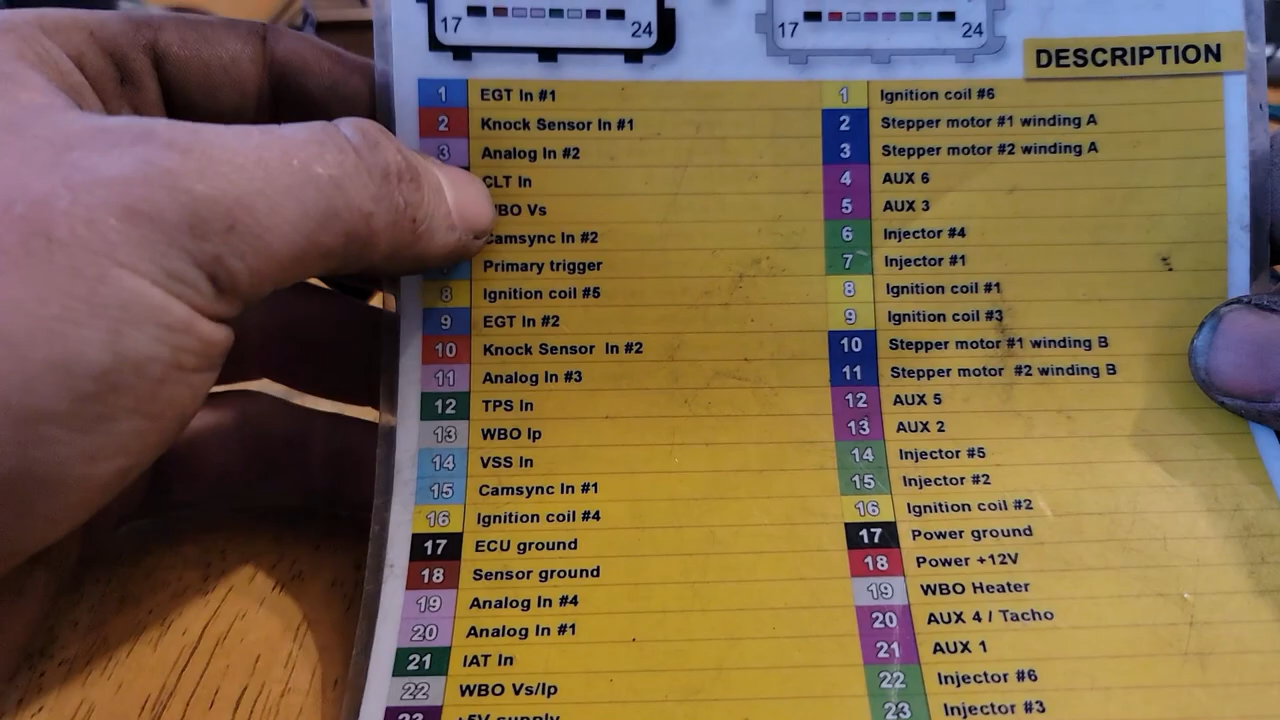 17 24
17 24
DESCRIPTION
1 EGT In #1
2 Knock Sensor In #1
3 Analog In #2
CLT In
WBO Vs
Camsync In #2
Primary trigger
8 Ignition coil #5
9 EGT In #2
10 Knock Sensor In #2
11 Analog In #3
12 TPS In
13 WBO Ip
14 VSS In
15 Camsync In #1
16 Ignition coil #4
17 ECU ground
18 Sensor ground
19 Analog In #4
20 Analog In #1
21 IAT In
22 WBO Vs/Ip
23 +5V supply
1 Ignition coil #6
2 Stepper motor #1 winding A
3 Stepper motor #2 winding A
4 AUX 6
5 AUX 3
6 Injector #4
7 Injector #1
8 Ignition coil #1
9 Ignition coil #3
10 Stepper motor #1 winding B
11 Stepper motor #2 winding B
12 AUX 5
13 AUX 2
14 Injector #5
15 Injector #2
16 Ignition coil #2
17 Power ground
18 Power +12V
19 WBO Heater
20 AUX 4 / Tacho
21 AUX 1
22 Injector #6
23 Injector #3